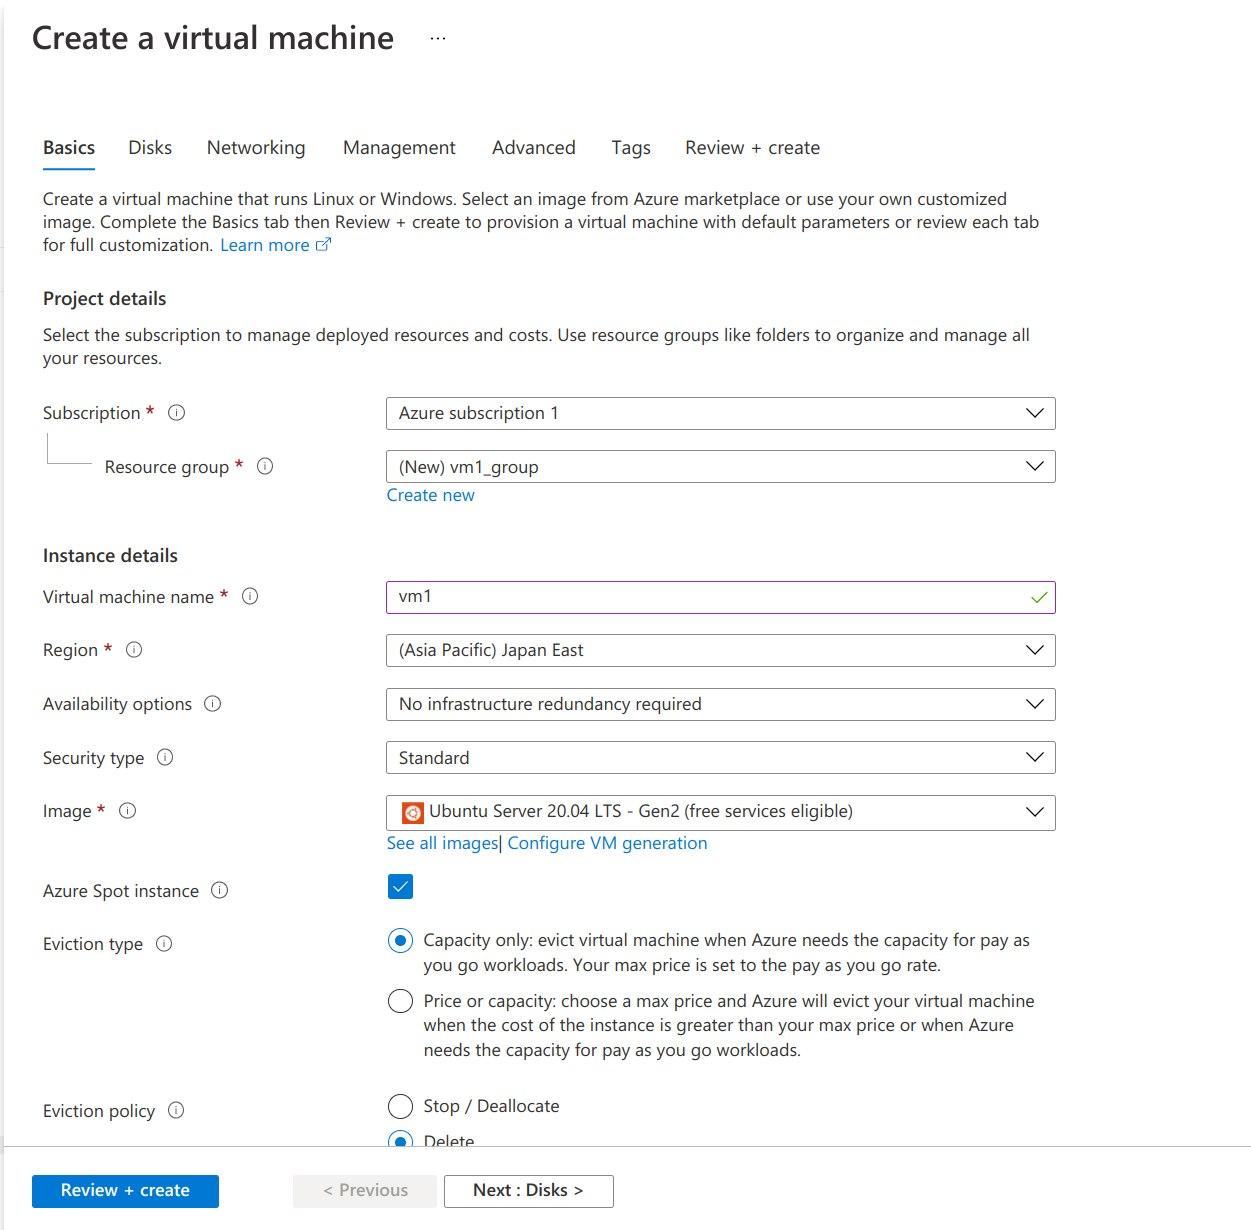 Create a virtual machine ...
Basics Disks Networking Management Advanced Tags Review + create
Create a virtual machine that runs Linux or Windows. Select an image from Azure marketplace or use your own customized
image. Complete the Basics tab then Review + create to provision a virtual machine with default parameters or review each tab
for full customization. Learn more
Project details
Select the subscription to manage deployed resources and costs. Use resource groups like folders to organize and manage all
your resources.
Subscription * Azure subscription 1
Resource group * (New) vm1_group
Create new
Instance details
Virtual machine name * vm1
Region * (Asia Pacific) Japan East
Availability options No infrastructure redundancy required
Security type Standard
Image * Ubuntu Server 20.04 LTS - Gen2 (free services eligible)
See all images| Configure VM generation
Azure Spot instance
Eviction type Capacity only: evict virtual machine when Azure needs the capacity for pay as
you go workloads. Your max price is set to the pay as you go rate.
Price or capacity: choose a max price and Azure will evict your virtual machine
when the cost of the instance is greater than your max price or when Azure
needs the capacity for pay as you go workloads.
Eviction policy Stop / Deallocate
Delete
Review + create < Previous Next : Disks >